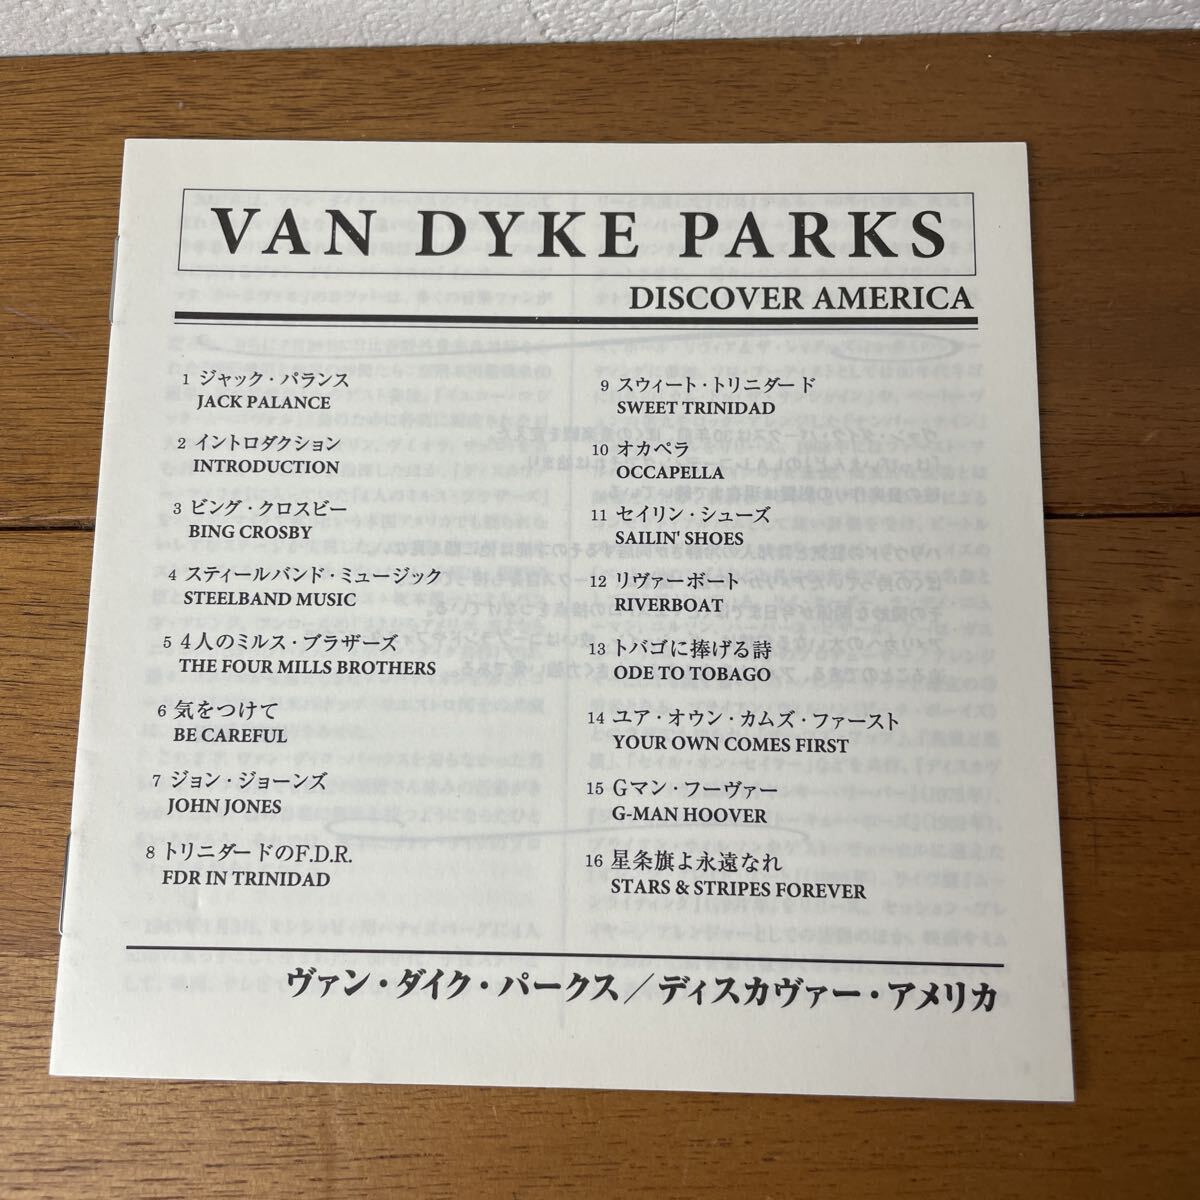 VAN DYKE PARKS
DISCOVER AMERICA
1 ジャック・パランス
JACK PALANCE
2 イントロダクション
INTRODUCTION
3 ビング・クロスビー
BING CROSBY
4 スティールバンド・ミュージック
STEELBAND MUSIC
5 4人のミルス・ブラザーズ
THE FOUR MILLS BROTHERS
6 気をつけて
BE CAREFUL
7 ジョン・ジョーンズ
JOHN JONES
8 トリニダードのF.D.R.
FDR IN TRINIDAD
9 スウィート・トリニダード
SWEET TRINIDAD
10 オカペラ
OCCAPELLA
11 セイリン・シューズ
SAILIN' SHOES
12 リヴァーボート
RIVERBOAT
13 トバゴに捧げる詩
ODE TO TOBAGO
14 ユア・オウン・カムズ・ファースト
YOUR OWN COMES FIRST
15 Gマン・フーヴァー
G-MAN HOOVER
16 星条旗よ永遠なれ
STARS & STRIPES FOREVER
ヴァン・ダイク・パークス／ディスカヴァー・アメリカ